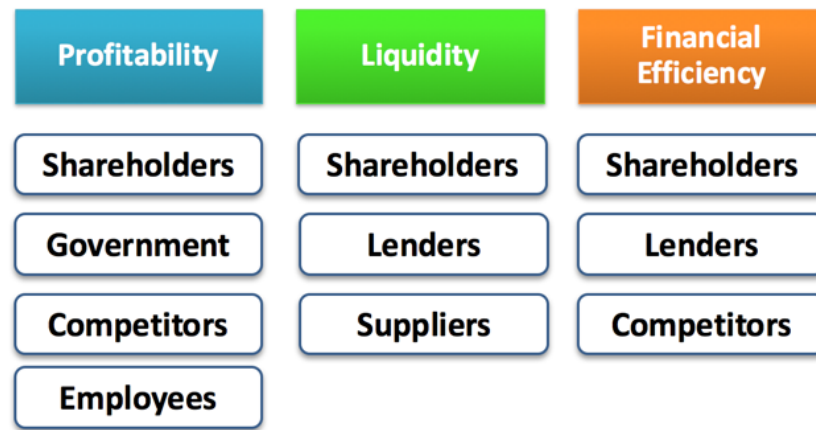 Profitability
Liquidity
Financial
Efficiency
Shareholders
Shareholders
Shareholders
Government
Lenders
Lenders
Competitors
Suppliers
Competitors
Employees